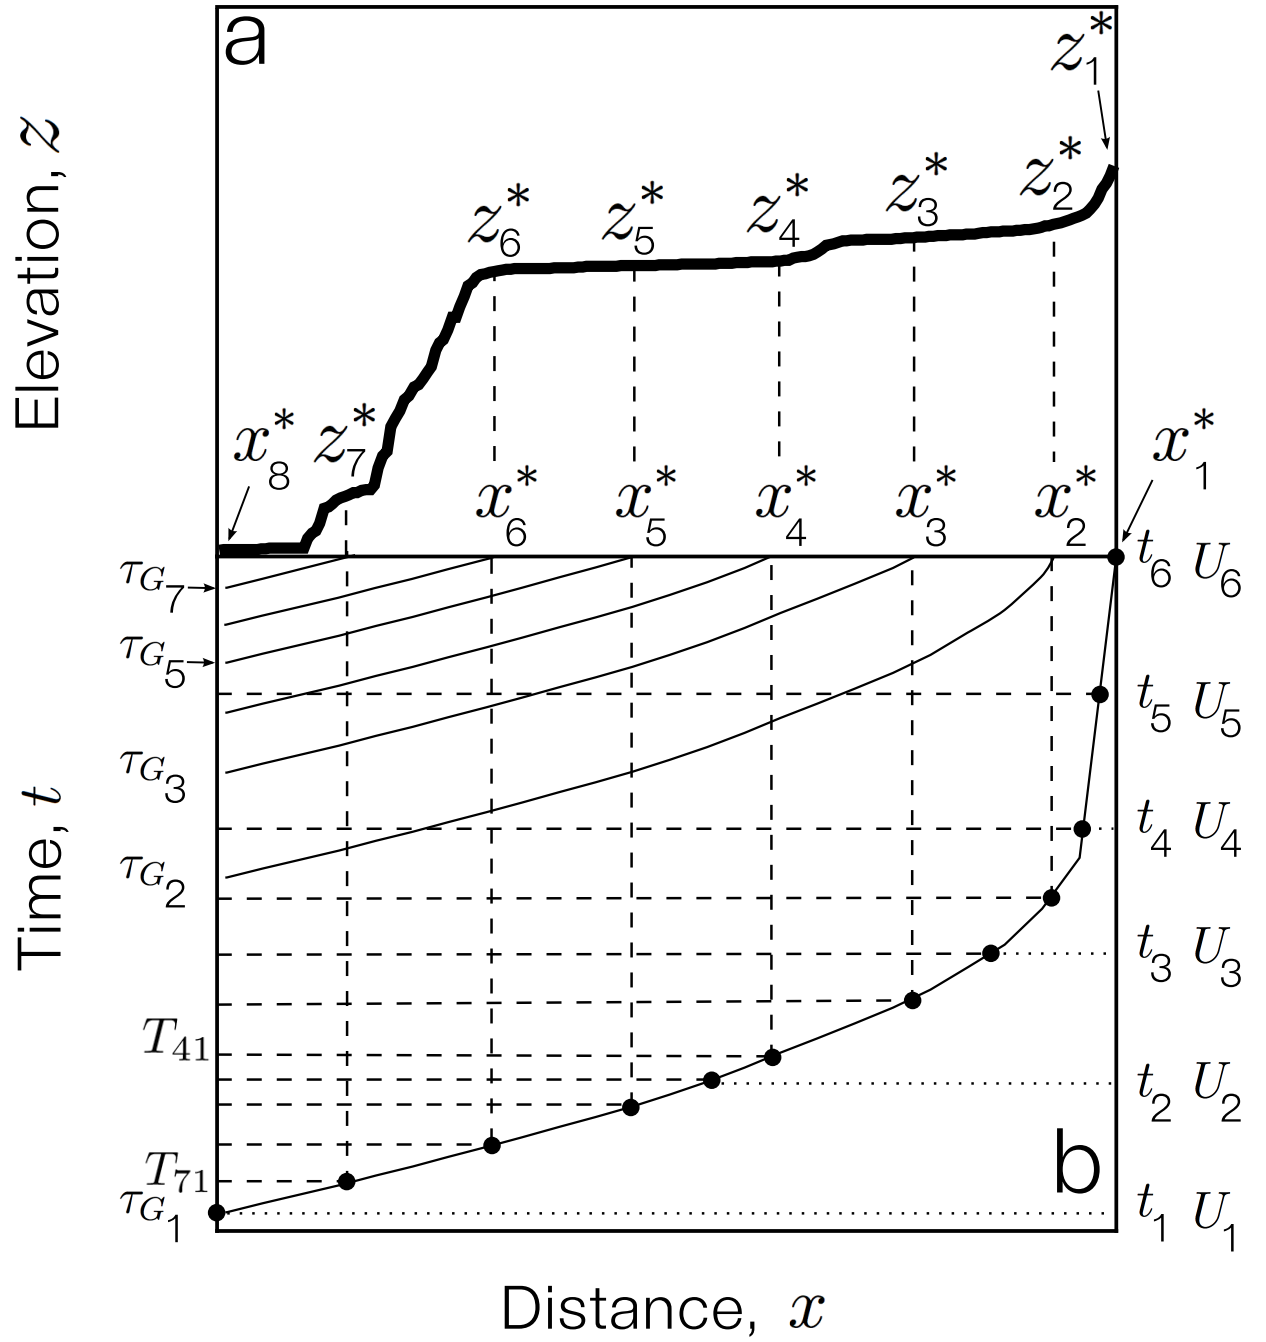 a
z*1
Elevation, z
z*6 z*5 z*4 z*3 z*2
x*8 z*7
x*6 x*5 x*4 x*3 x*2 x*1
τG7
t6 U6
τG5
t5 U5
τG3
Time, t
t4 U4
τG2
t3 U3
T41
t2 U2
b
T71
τG1
t1 U1
Distance, x